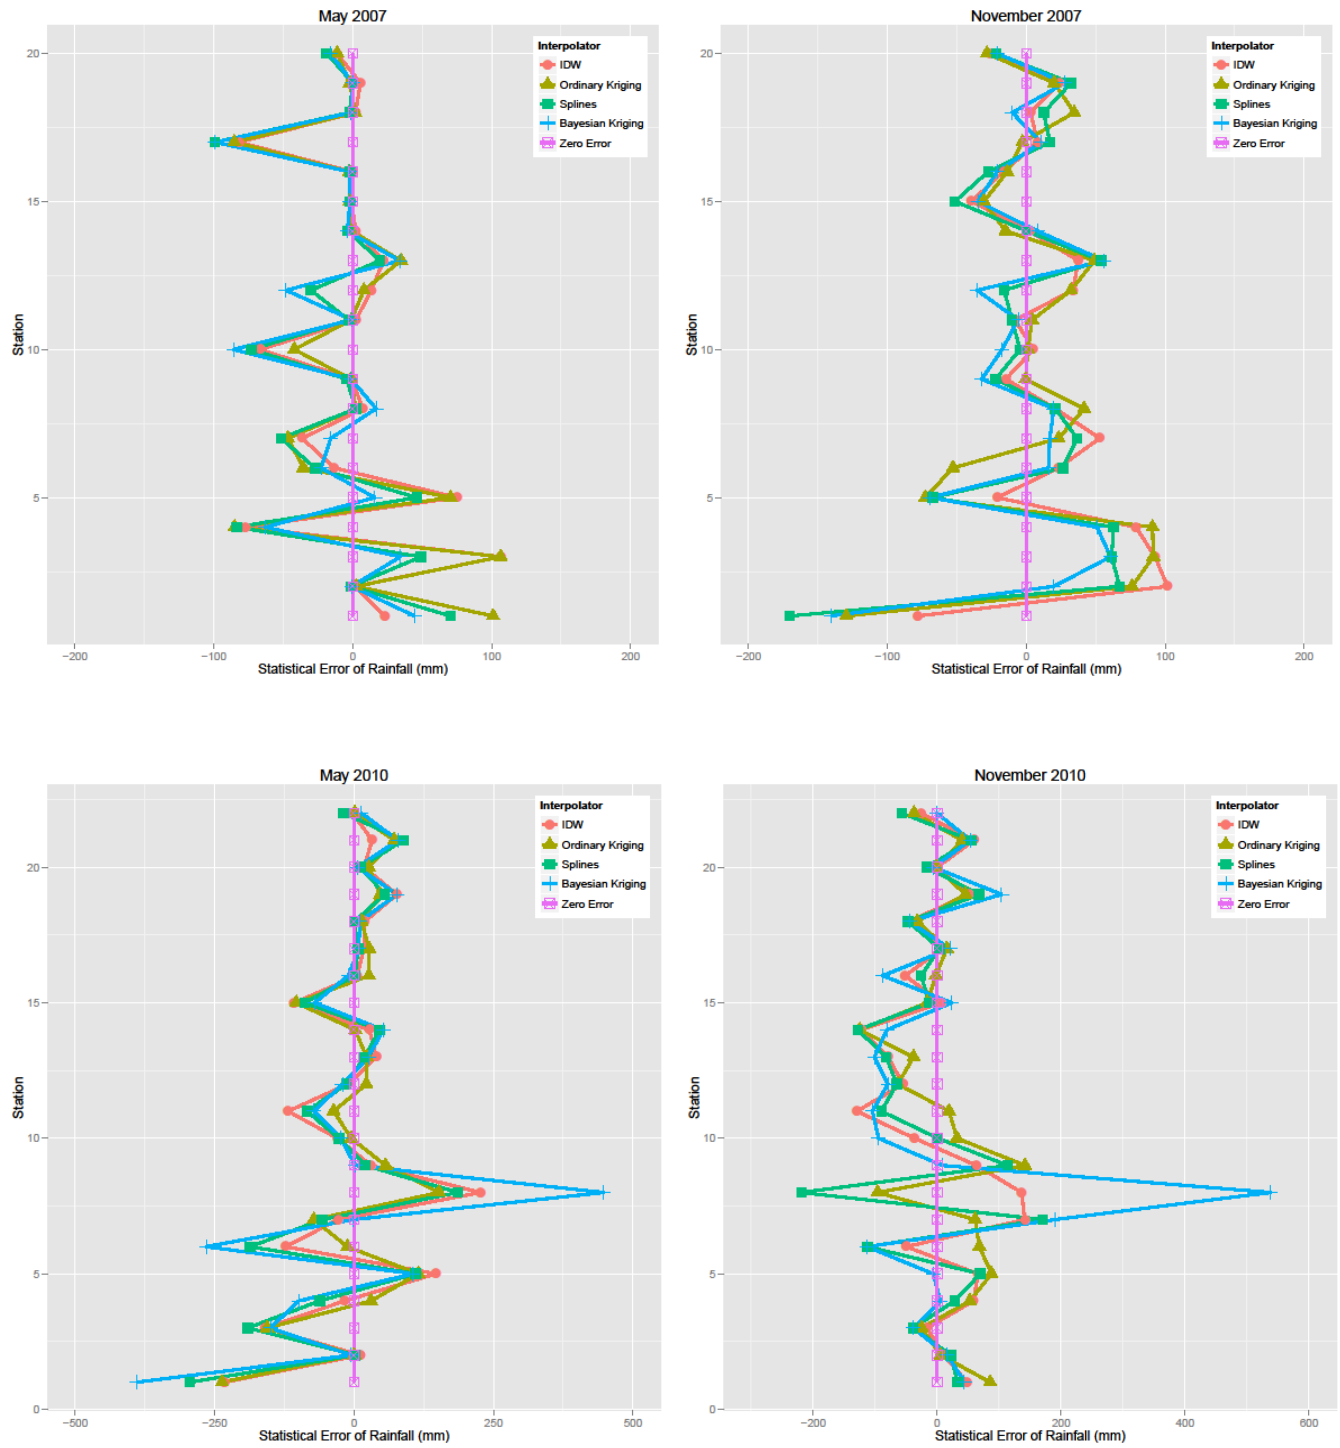 May 2007
Interpolator
IDW
Ordinary Kriging
Splines
Bayesian Kriging
Zero Error
20
15
10
5
Station
−200
−100
0
100
200
Statistical Error of Rainfall (mm)
November 2007
Interpolator
IDW
Ordinary Kriging
Splines
Bayesian Kriging
Zero Error
20
15
10
5
Station
−200
−100
0
100
200
Statistical Error of Rainfall (mm)
May 2010
Interpolator
IDW
Ordinary Kriging
Splines
Bayesian Kriging
Zero Error
20
15
10
5
0
Station
−500
−250
0
250
500
Statistical Error of Rainfall (mm)
November 2010
Interpolator
IDW
Ordinary Kriging
Splines
Bayesian Kriging
Zero Error
20
15
10
5
0
Station
−200
0
200
400
600
Statistical Error of Rainfall (mm)